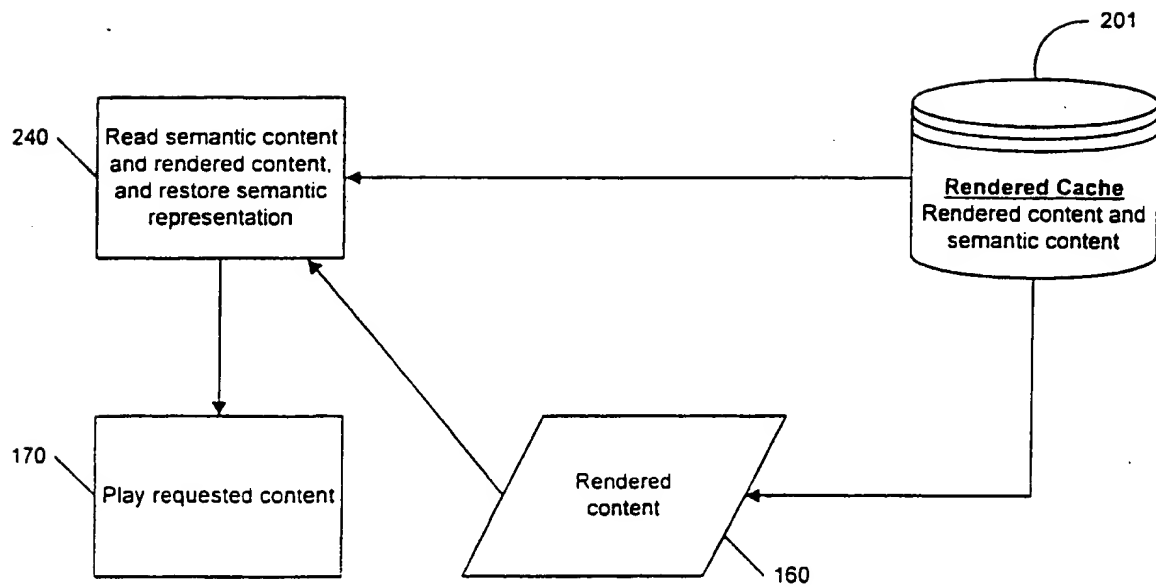 201
240
Read semantic content
and rendered content,
and restore semantic
representation
Rendered Cache
Rendered content and
semantic content
170
Play requested content
Rendered
content
160